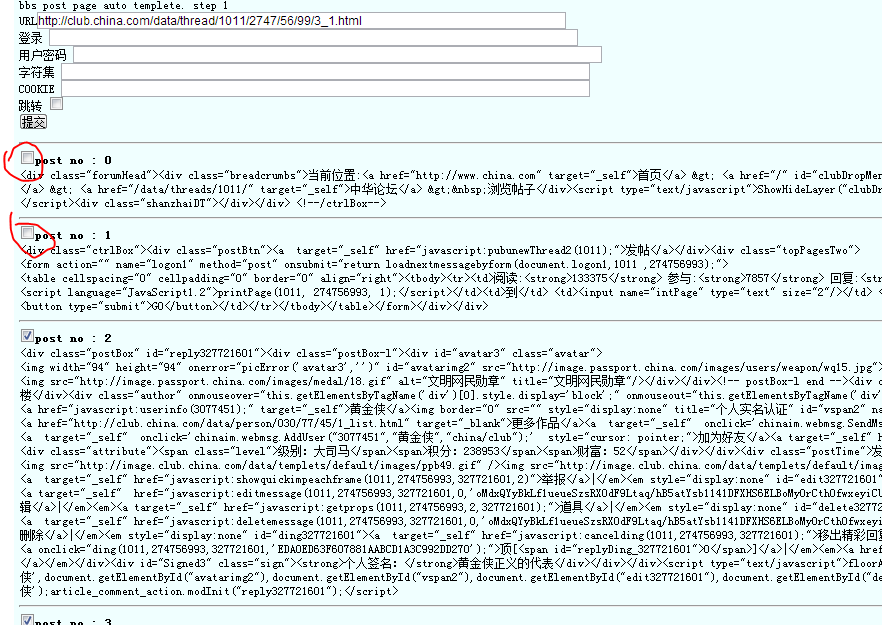 bbs post page auto templete. step 1
URL http://club.china.com/data/thread/1011/2747/56/99/3_1.html
登录
用户密码
字符集
COOKIE
跳转
提交
post no : 0
<div class="forumHead"><div class="breadcrumbs">当前位置:<a href="http://www.china.com" target="_self">首页</a> &gt; <a href="/" id="clubDropMen
</a> &gt; <a href="/data/threads/1011/" target="_self">中华论坛</a> &gt;&nbsp;浏览帖子</div><script type="text/javascript">ShowHideLayer("clubDr
</script><div class="shanzhaiDT"></div></div> <!--/ctrlBox-->
post no : 1
<div class="ctrlBox"><div class="postBtn"><a  target="_self" href="javascript:pubunewThread2(1011);">发帖</a></div><div class="topPagesTwo">
<form action="" name="logon1" method="post" onsubmit="return loadnextmessagebyform(document.logon1,1011 ,274756993);">
<table cellspacing="0" cellpadding="0" border="0" align="right"><tbody><tr><td>阅读:<strong>133375</strong> 参与:<strong>7857</strong> 回复:<stron
<script language="JavaScript1.2">printPage(1011, 274756993, 1);</script></td><td>到</td> <td><input name="intPage" type="text" size="2"/></td> <
<button type="submit">GO</button></td></tr></tbody></table></form></div></div>
post no : 2
<div class="postBox" id="reply327721601"><div class="postBox-l"><div id="avatar3" class="avatar">
<img width="94" height="94" onerror="picError('avatar3','')" id="avatarimg2" src="http://image.passport.china.com/images/users/weapon/wq15.jpg">
<img src="http://image.passport.china.com/images/medal/18.gif" alt="文明网民勋章" title="文明网民勋章"/></div></div><!-- postBox-l end --><div c
楼</div><div class="author" onmouseover="this.getElementsByTagName('div')[0].style.display='block';" onmouseout="this.getElementsByTagName('div'
<a href="javascript:userinfo(3077451);" target="_self">黄金侠</a><img border="0" src="" style="display:none" title="个人实名认证" id="vspan2" na
<a href="http://club.china.com/data/person/030/77/45/1_list.html" target="_blank">更多作品</a><a  target="_self"  onclick='chinaim.webmsg.SendMs
<a  target="_self"  onclick='chinaim.webmsg.AddUser("3077451","黄金侠","china/club");'  style="cursor: pointer;">加为好友</a><a target="_self" h
<div class="attribute"><span class="level">级别: 大司马</span><span>积分: 238953</span><span>财富: 52</span></div></div><div class="postTime">发
<img src="http://image.club.china.com/data/templets/default/images/ppb49.gif" /><img src="http://image.club.china.com/data/templets/default/imag
<a  target="_self" href="javascript:showquickimpeachframe(1011,274756993,327721601,2)">举报</a>|</em><em style="display:none" id="edit327721601"
<a target="_self"  href="javascript:editmessage(1011,274756993,327721601,0,
辑</a>|</em><em><a  target="_self" href="javascript:getprops(1011,274756993,2,327721601);">道具</a>|</em><em style="display:none" id="delete3277
<a  target="_self" href="javascript:deletemessage(1011,274756993,327721601,0,
删除</a>|</em><em style="display:none" id="ding327721601"><a  target="_self" href="javascript:cancelding(1011,274756993,327721601);">移出精彩回
<a onclick="ding(1011,274756993,327721601,'EDA0ED63F607881AABCD1A3C992DD270');">顶[<span id="replyDing_327721601">0</span>]</a>|</em><em><a href
</a></em></div><div id="Signed3" class="sign"><strong>个人签名: </strong>黄金侠正义的代表</div></div></div><script type="text/javascript">floorA
侠',document.getElementById("avatarimg2"),document.getElementById("vspan2"),document.getElementById("edit327721601"),document.getElementById("de
侠');article_comment_action.modInit("reply327721601");</script>
post no : 3